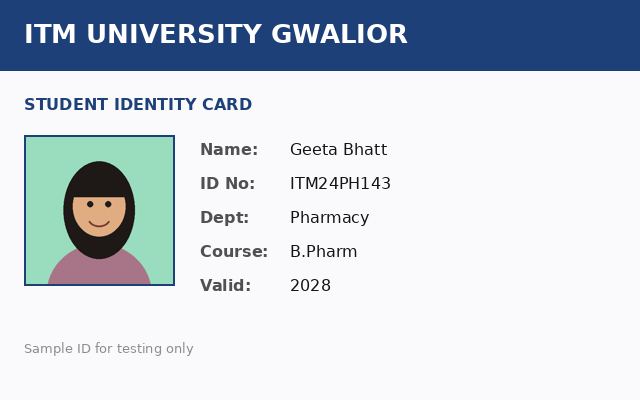 ITM UNIVERSITY GWALIOR
STUDENT IDENTITY CARD
Name: Geeta Bhatt
ID No: ITM24PH143
Dept: Pharmacy
Course: B.Pharm
Valid: 2028
Sample ID for testing only